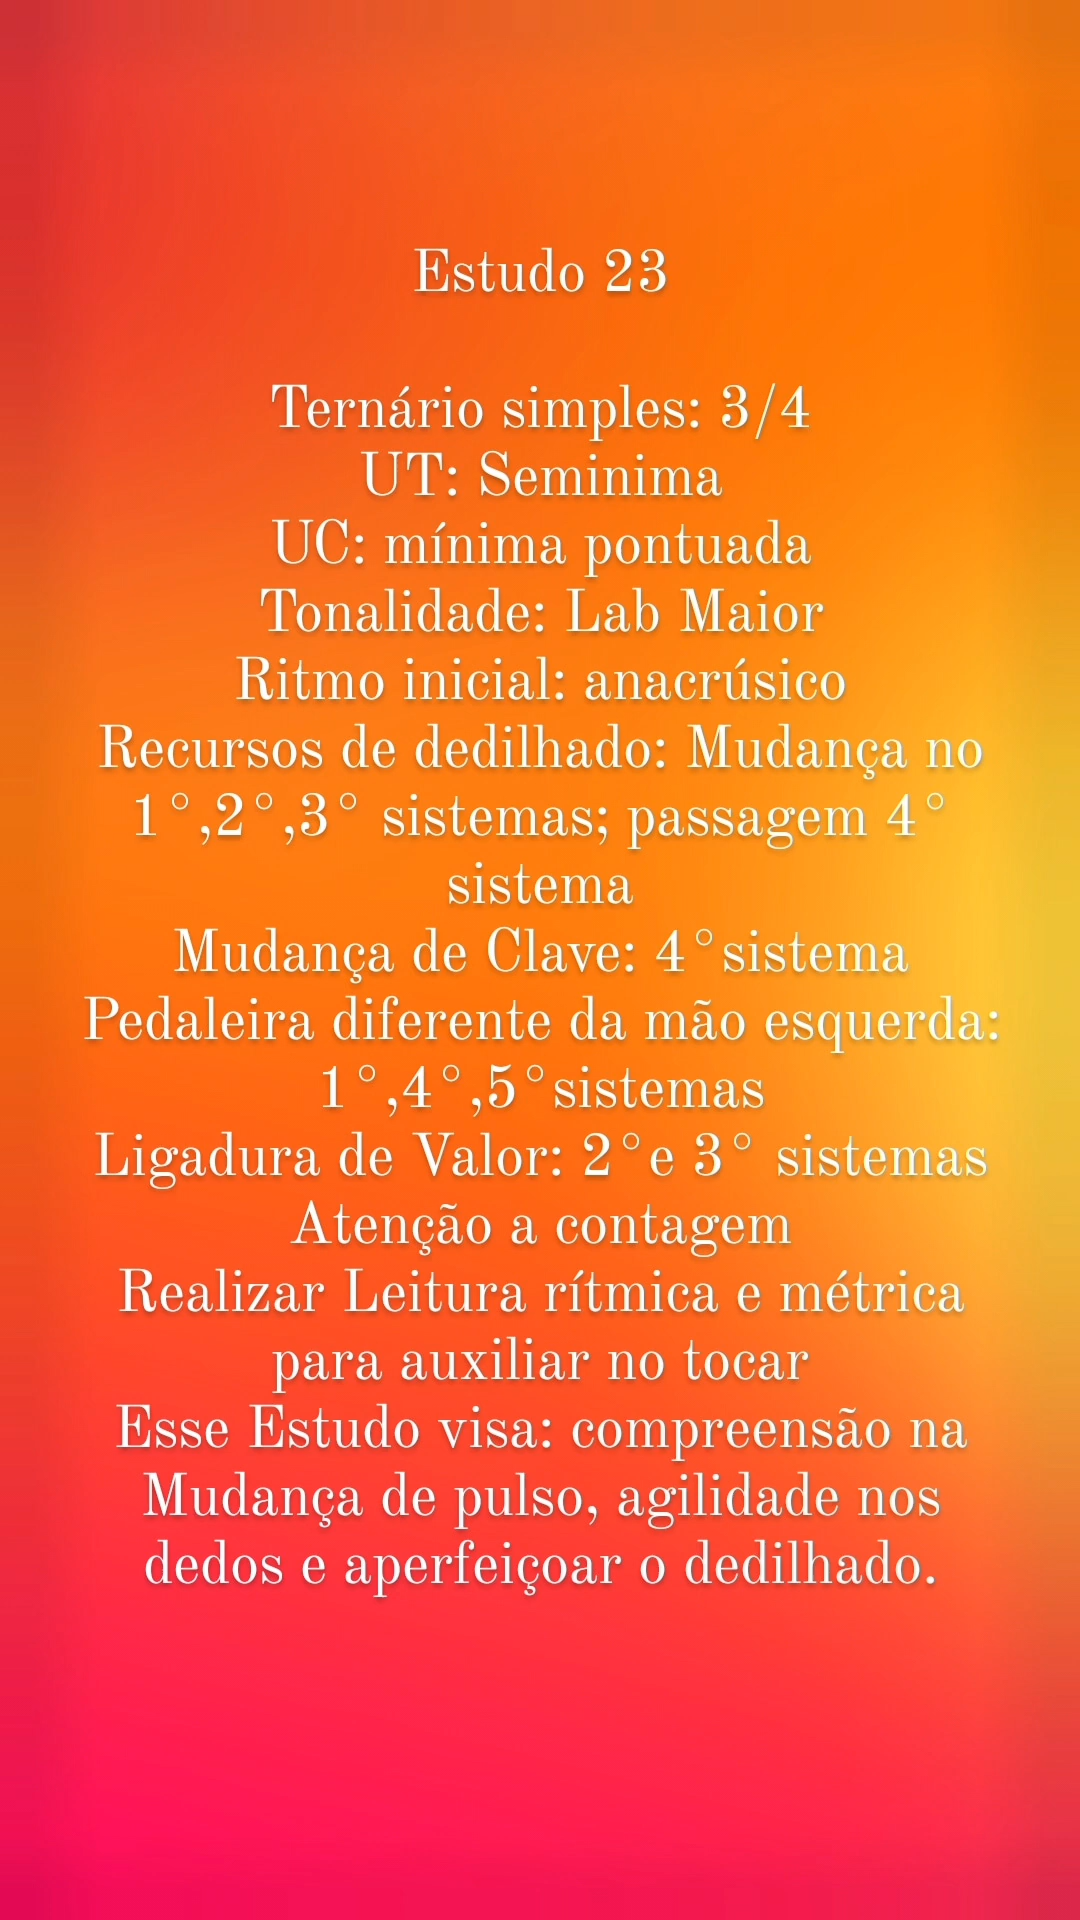 Estudo 23
Ternário simples: 3/4
UT: Seminima
UC: mínima pontuada
Tonalidade: Lab Maior
Ritmo inicial: anacrúsico
Recursos de dedilhado: Mudança no
1°,2°,3° sistemas; passagem 4°
sistema
Mudança de Clave: 4°sistema
Pedaleira diferente da mão esquerda:
1°,4°,5°sistemas
Ligadura de Valor: 2°e 3° sistemas
Atenção a contagem
Realizar Leitura rítmica e métrica
para auxiliar no tocar
Esse Estudo visa: compreensão na
Mudança de pulso, agilidade nos
dedos e aperfeiçoar o dedilhado.